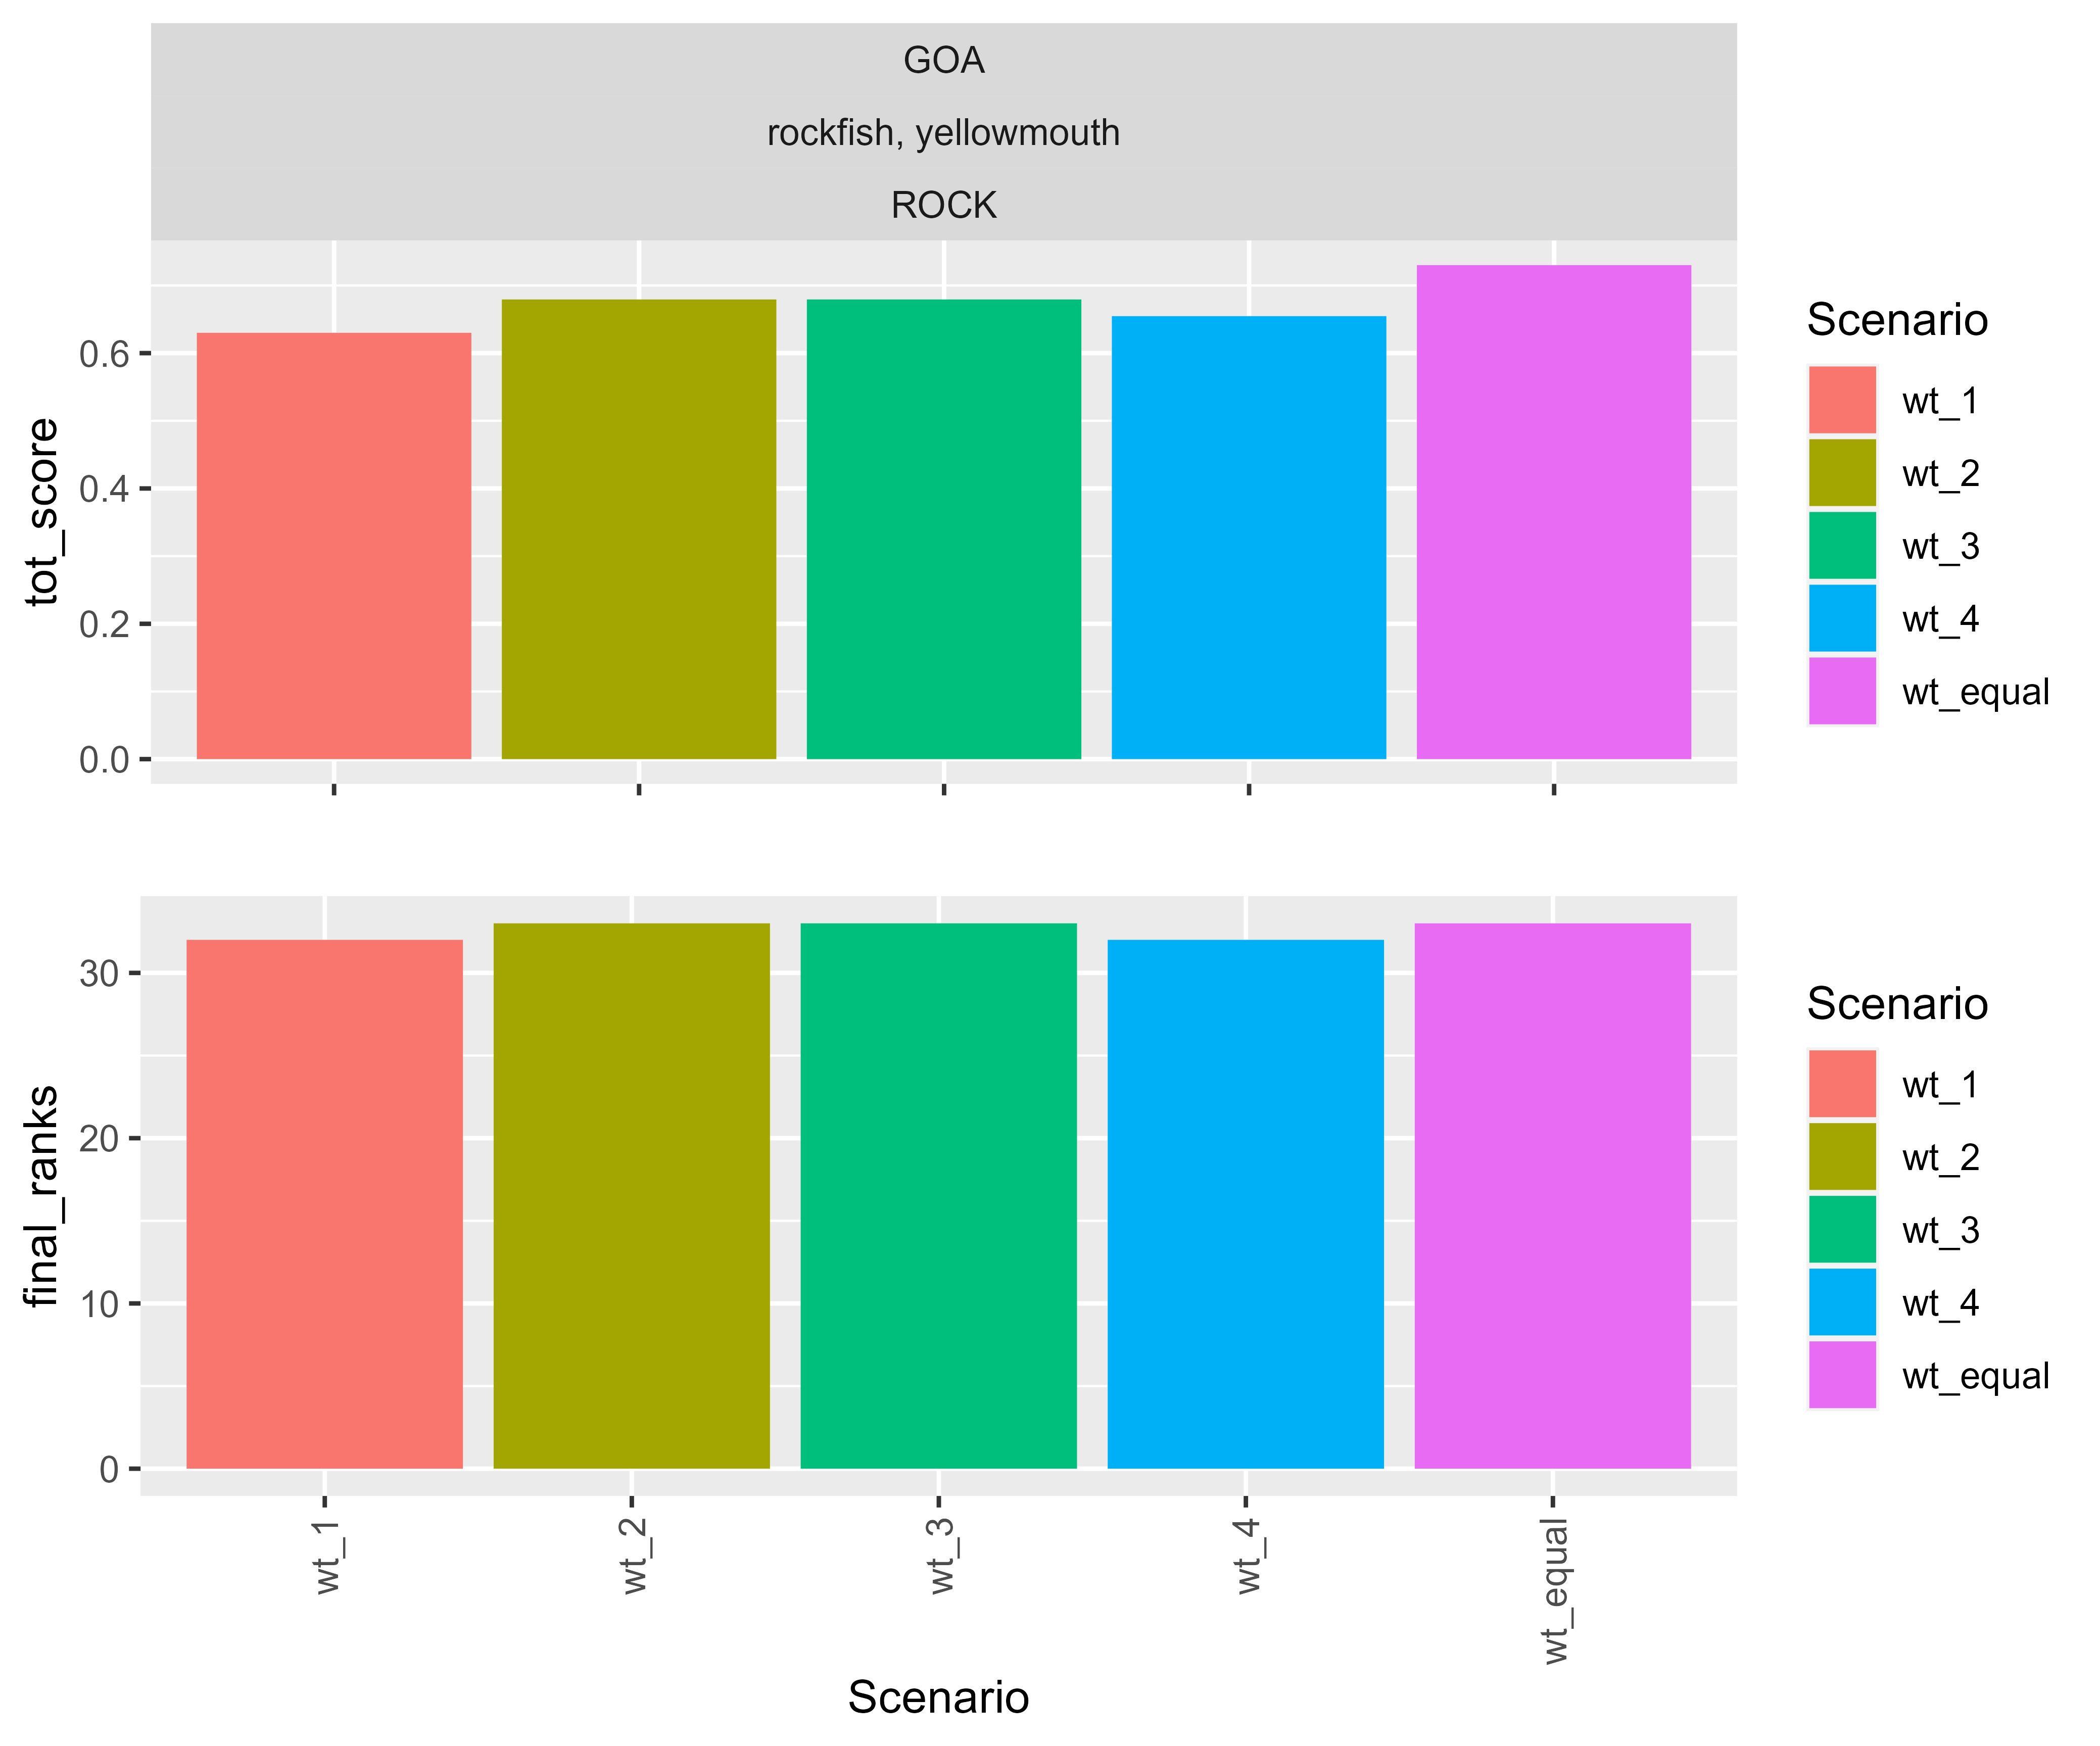 GOA
rockfish, yellowmouth
ROCK
tot_score
0.6
0.4
0.2
0.0
Scenario
wt_1
wt_2
wt_3
wt_4
wt_equal
final_ranks
30
20
10
0
wt_1
wt_2
wt_3
wt_4
wt_equal
Scenario
Scenario
wt_1
wt_2
wt_3
wt_4
wt_equal